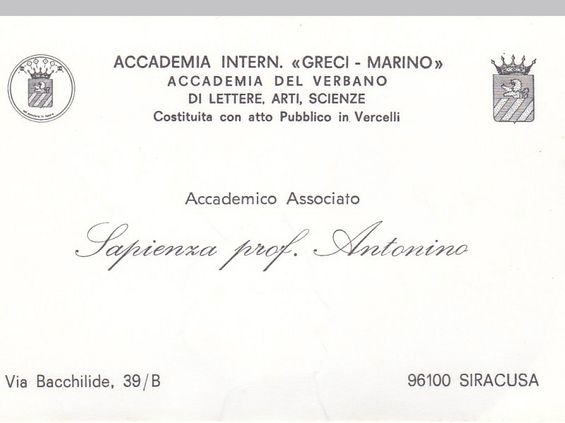 ACCADEMIA INTERN. «GRECI - MARINO»
ACCADEMIA DEL VERBANO
DI LETTERE, ARTI, SCIENZE
Costituita con atto Pubblico in Vercelli
Accademico Associato
Sapienza prof. Antonino
Via Bacchilide, 39/B
96100 SIRACUSA